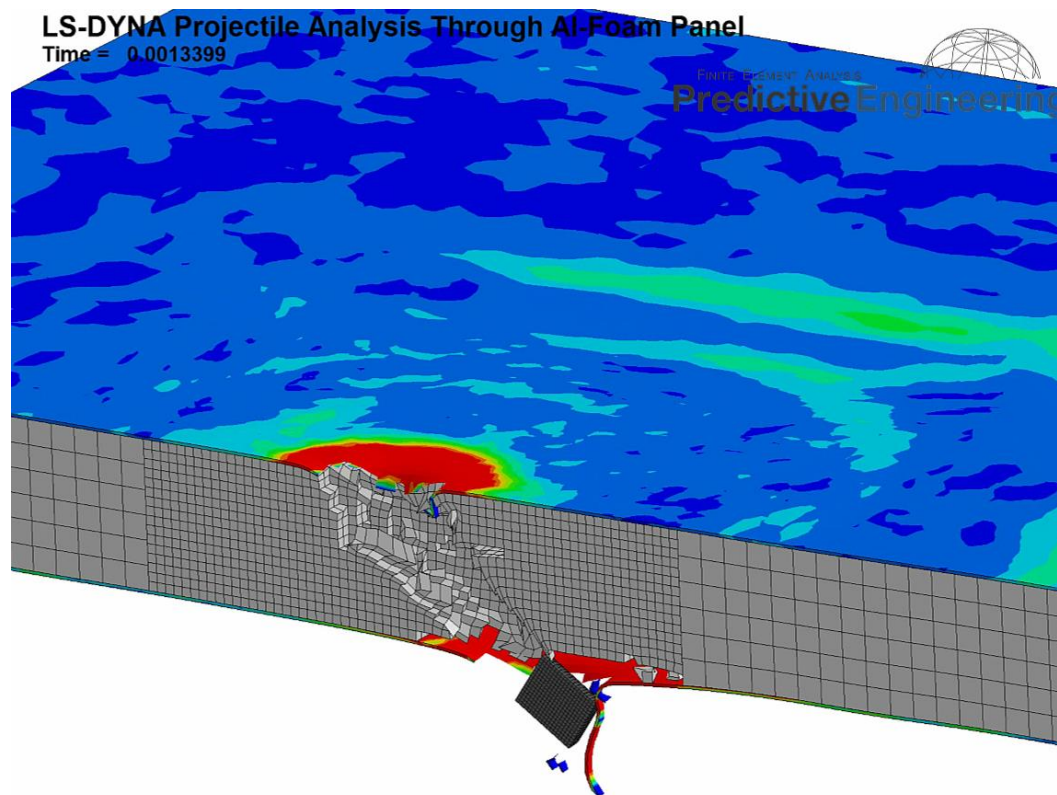 LS-DYNA Projectile Analysis Through Al-Foam Panel
Time = 0.0013399
FINITE ELEMENT ANALYSIS
Predictive Engineering